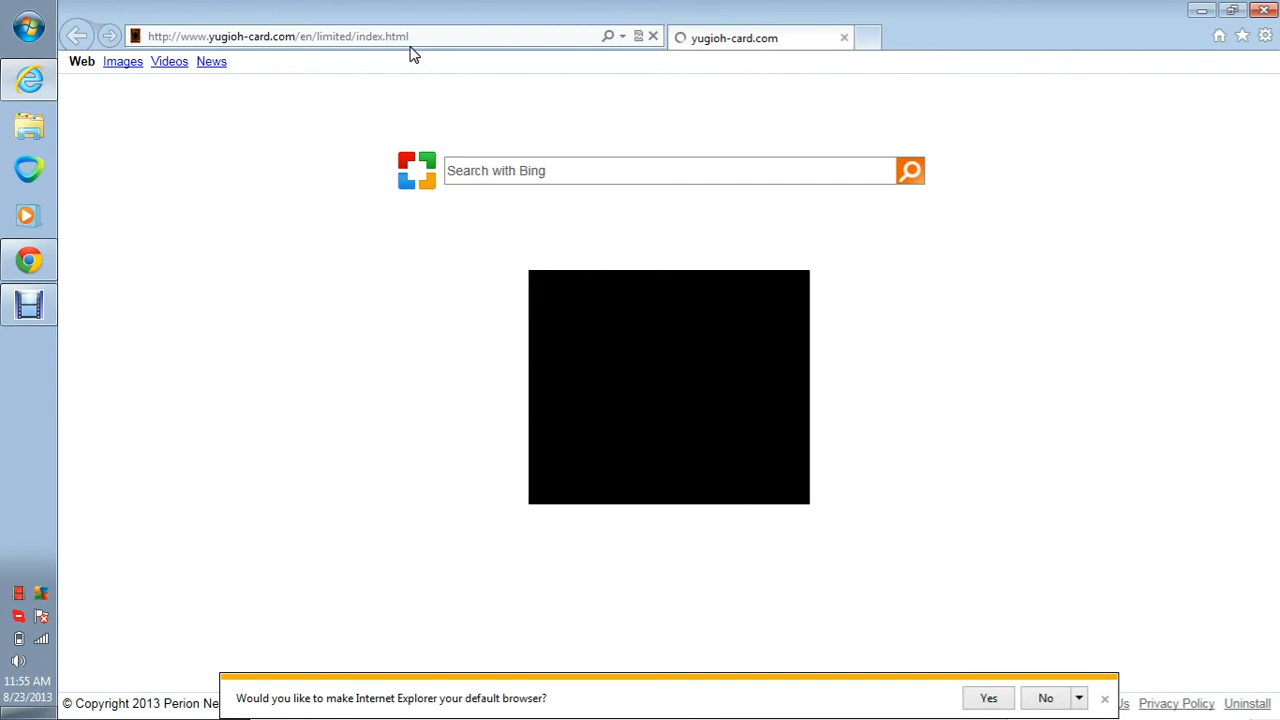 http://www.yugioh-card.com/en/limited/index.html
yugioh-card.com
Web Images Videos News
Search with Bing
Would you like to make Internet Explorer your default browser?
Yes
No
© Copyright 2013 Perion
Privacy Policy
Uninstall
11:55 AM
8/23/2013